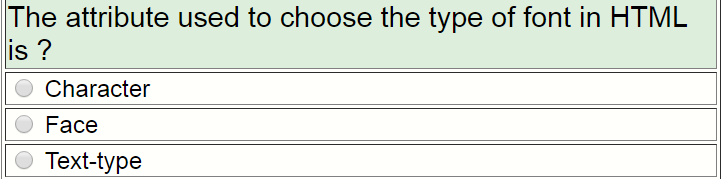 The attribute used to choose the type of font in HTML
is ?
Character
Face
Text-type